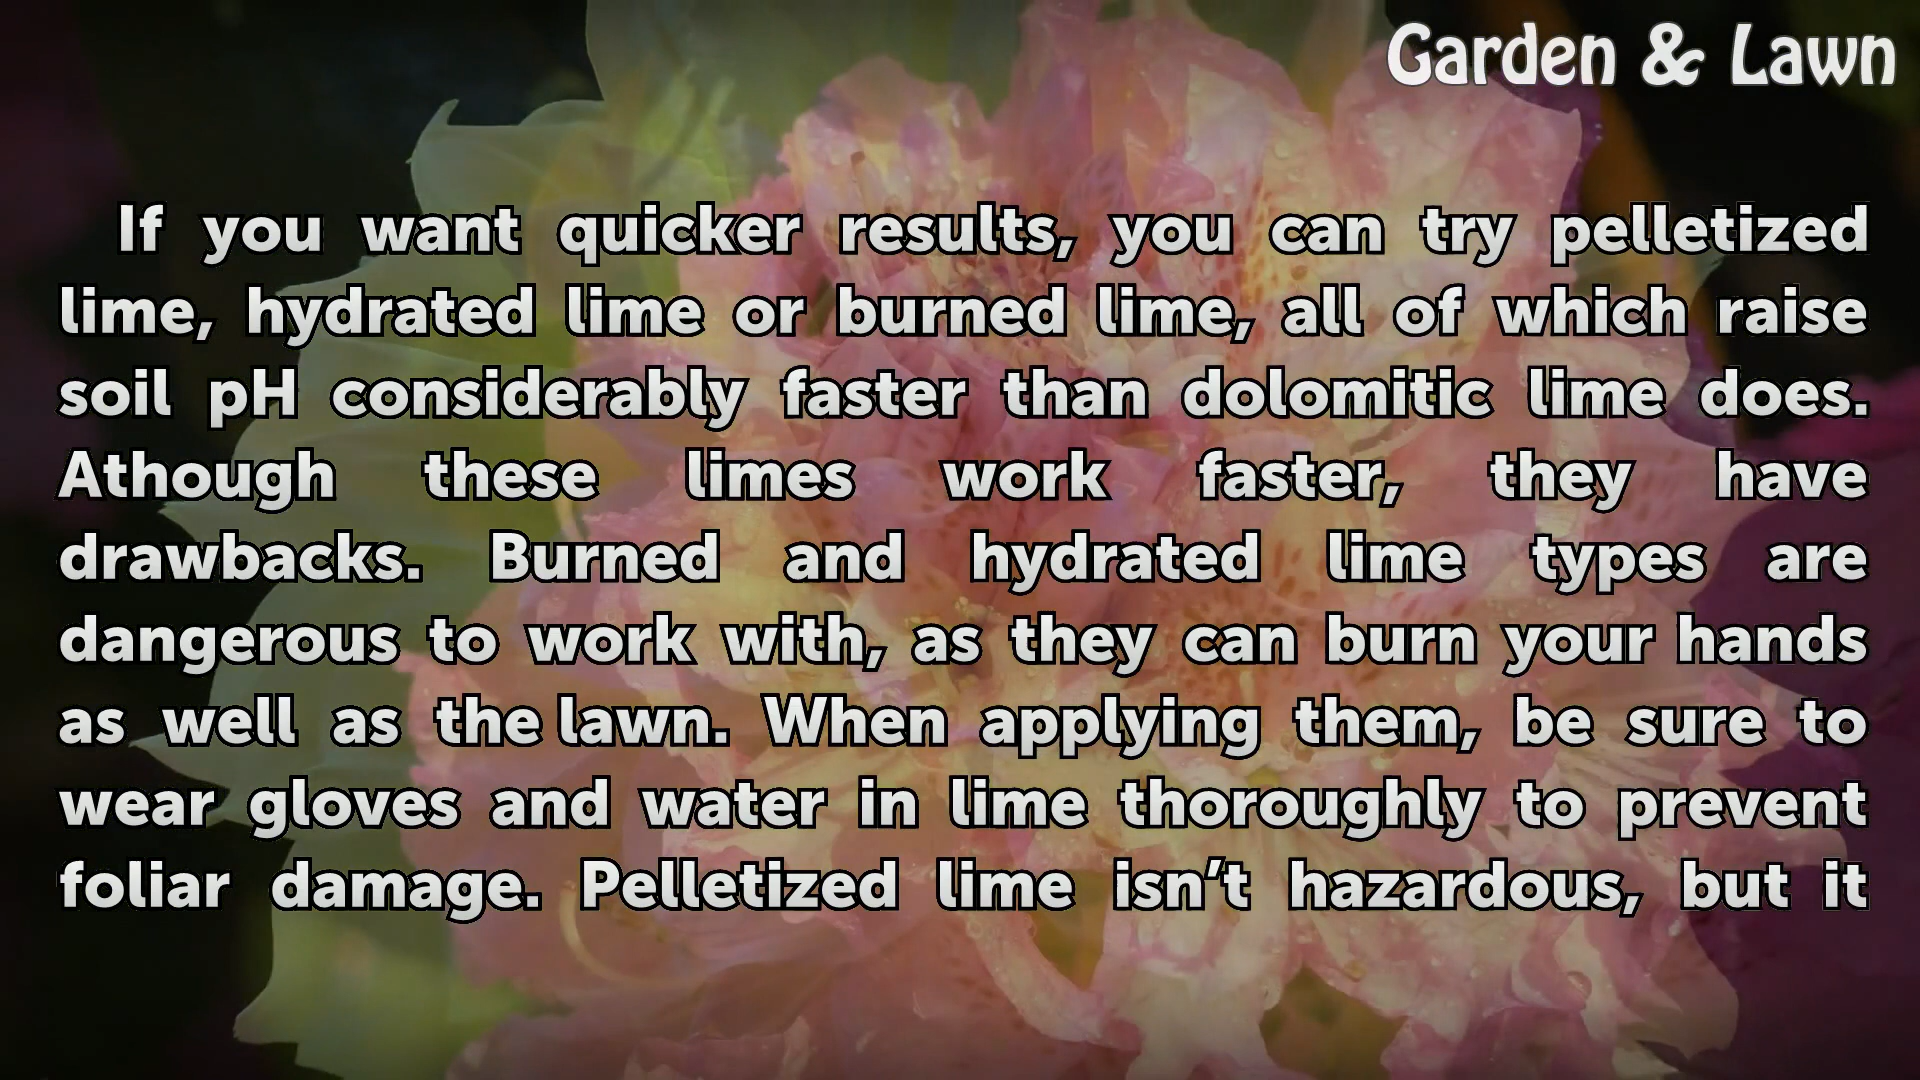 Garden & Lawn
If you want quicker results, you can try pelletized
lime, hydrated lime or burned lime, all of which raise
soil pH considerably faster than dolomitic lime does.
Athough these limes work faster, they have
drawbacks. Burned and hydrated lime types are
dangerous to work with, as they can burn your hands
as well as the lawn. When applying them, be sure to
wear gloves and water in lime thoroughly to prevent
foliar damage. Pelletized lime isn’t hazardous, but it